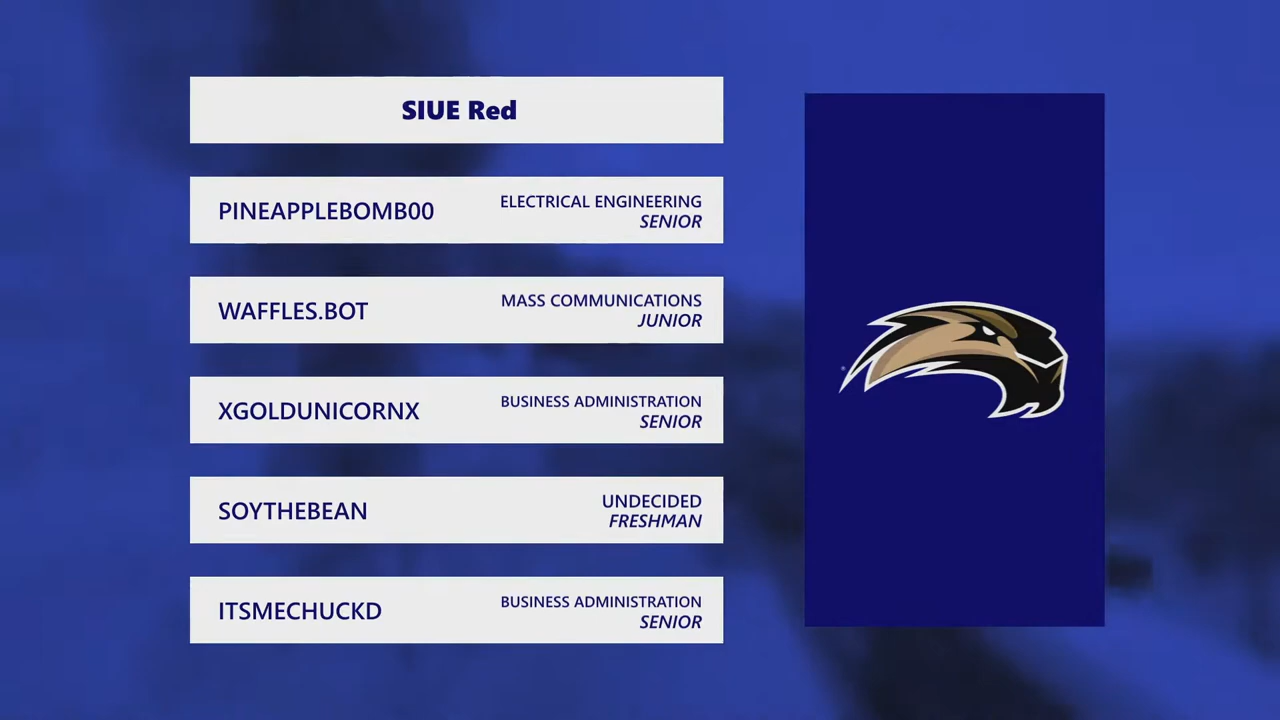 SIUE Red
PINEAPPLEBOMB00
ELECTRICAL ENGINEERING
SENIOR
WAFFLES.BOT
MASS COMMUNICATIONS
JUNIOR
XGOLDUNICORNX
BUSINESS ADMINISTRATION
SENIOR
SOYTHEBEAN
UNDECIDED
FRESHMAN
ITSMECHUCKD
BUSINESS ADMINISTRATION
SENIOR